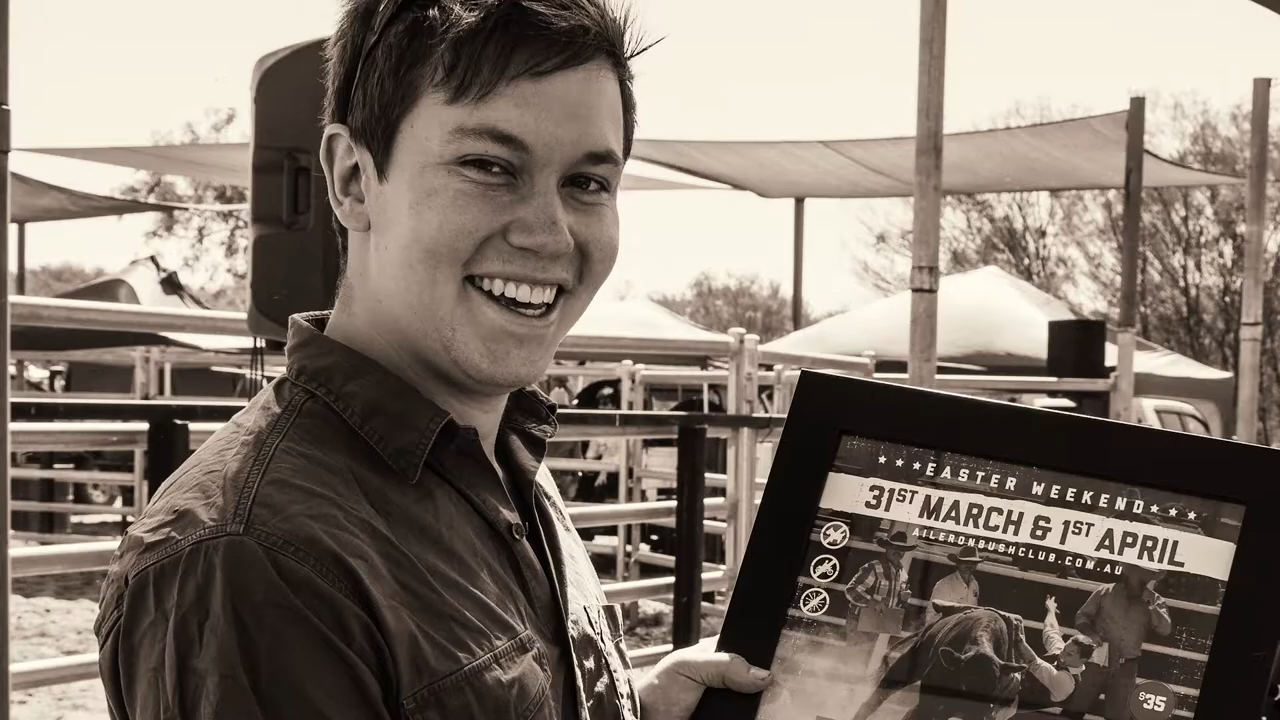 ★★★EASTER WEEKEND★★★
31ST MARCH & 1ST APRIL
AILERONBUSHCLUB.COM.AU
$35